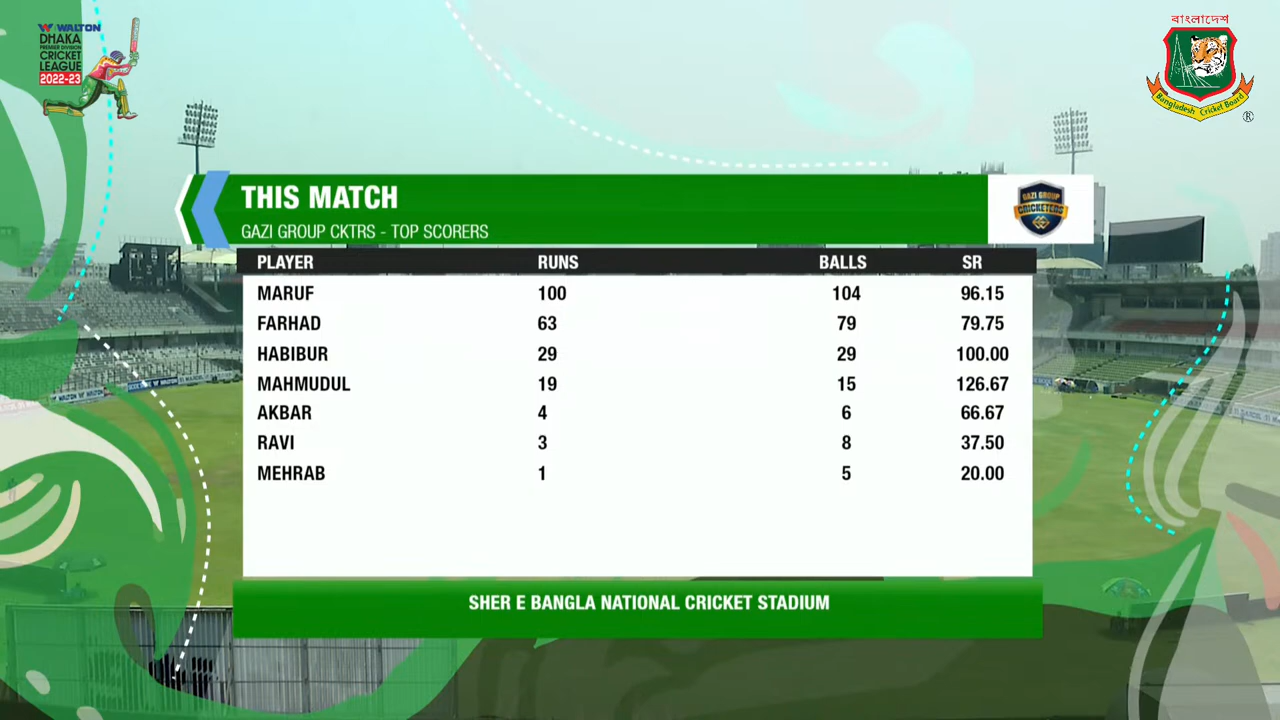 WALTON
DHAKA
PREMIER DIVISION
CRICKET
LEAGUE
2022-23
বাংলাদেশ
Bangladesh Cricket Board
®
THIS MATCH
GAZI GROUP CKTRS - TOP SCORERS
GAZI GROUP
CRICKETERS
PLAYER RUNS BALLS SR
MARUF 100 104 96.15
FARHAD 63 79 79.75
HABIBUR 29 29 100.00
MAHMUDUL 19 15 126.67
AKBAR 4 6 66.67
RAVI 3 8 37.50
MEHRAB 1 5 20.00
SHER E BANGLA NATIONAL CRICKET STADIUM